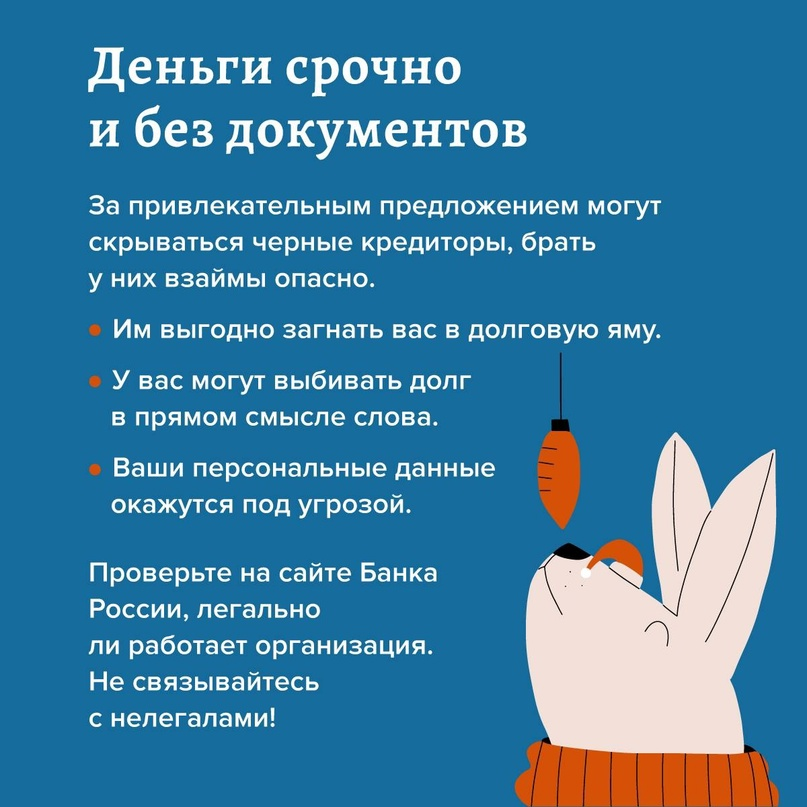 Деньги срочно
и без документов
За привлекательным предложением могут
скрываться черные кредиторы, брать
у них взаймы опасно.
• Им выгодно загнать вас в долговую яму.
• У вас могут выбивать долг
в прямом смысле слова.
• Ваши персональные данные
окажутся под угрозой.
Проверьте на сайте Банка
России, легально
ли работает организация.
Не связывайтесь
с нелегалами!